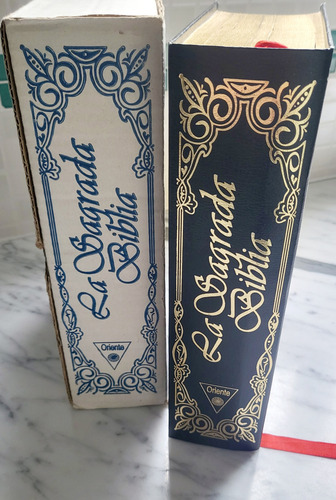 La Sagrada
Biblia
Oriente
La Sagrada
Biblia
Oriente